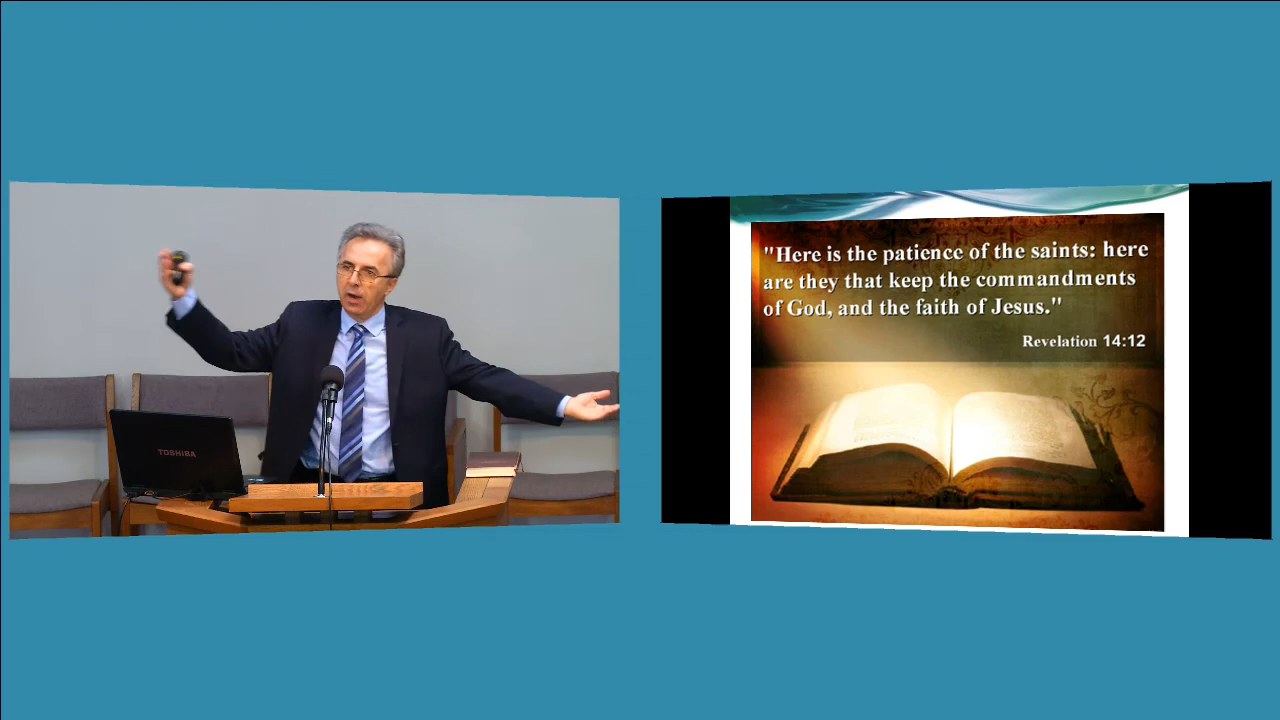 TOSHIBA
"Here is the patience of the saints: here
are they that keep the commandments
of God, and the faith of Jesus."
Revelation 14:12